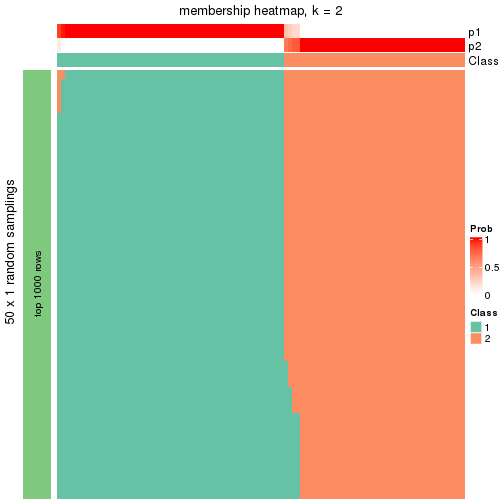 membership heatmap, k = 2
p1
p2
Class
50 x 1 random samplings
top 1000 rows
Prob
1
0.5
0
Class
1
2